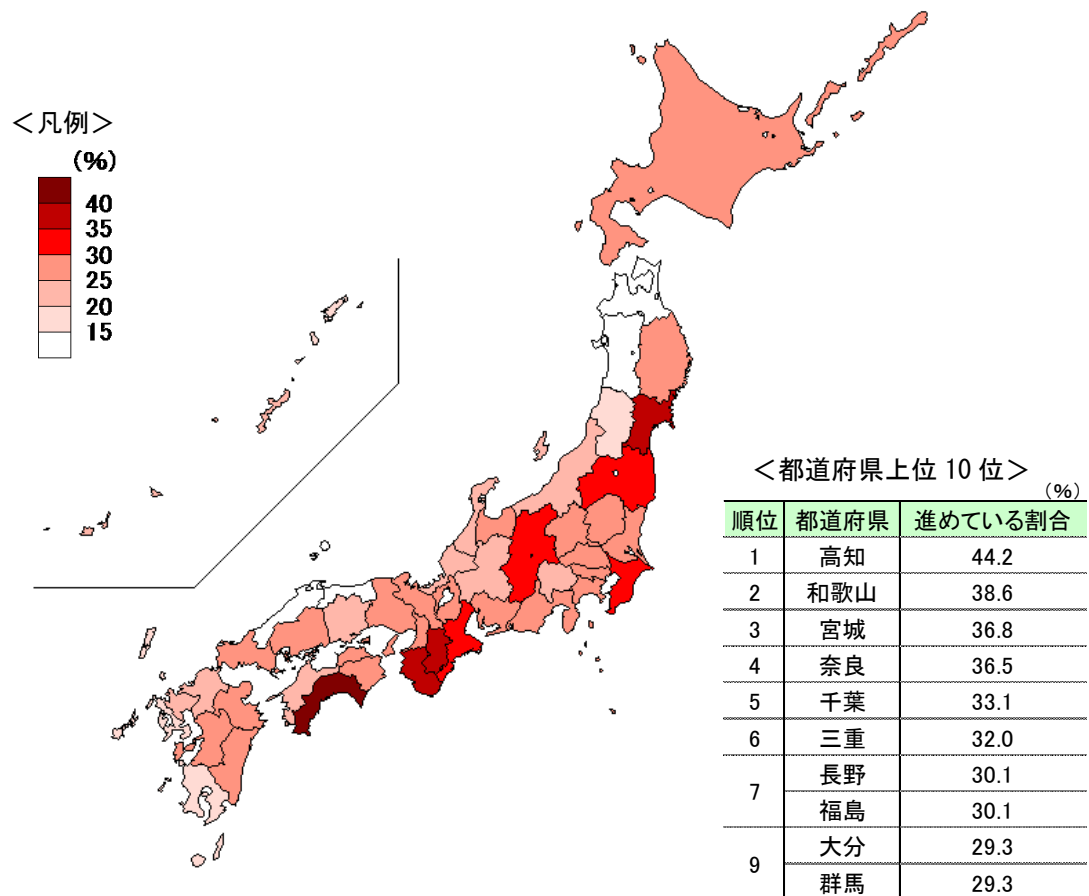 ＜凡例＞
(%)
40
35
30
25
20
15
＜都道府県上位 10 位＞
(%)
順位 都道府県 進めている割合
1 高知 44.2
2 和歌山 38.6
3 宮城 36.8
4 奈良 36.5
5 千葉 33.1
6 三重 32.0
7 長野 30.1
福島 30.1
9 大分 29.3
群馬 29.3